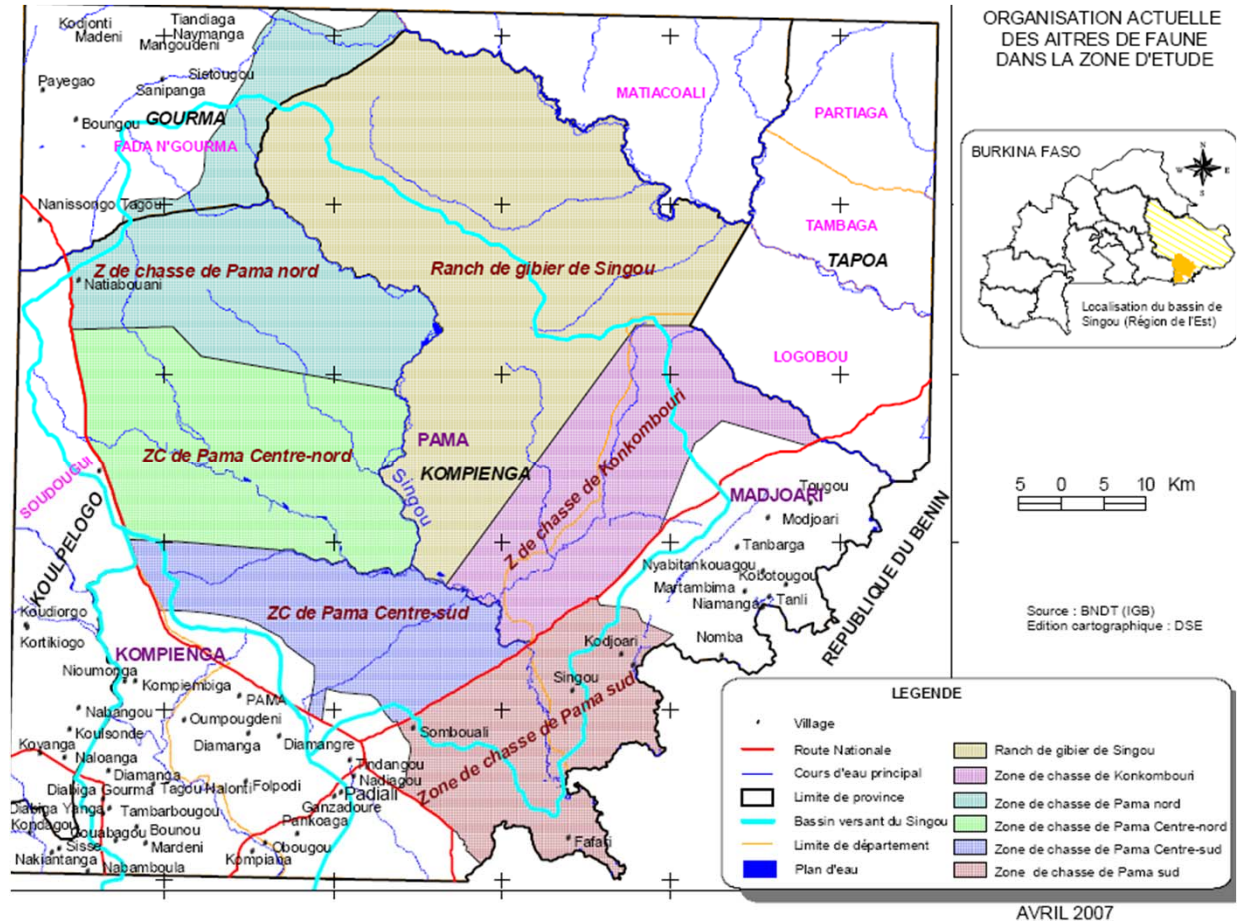 ORGANISATION ACTUELLE
DES AITRES DE FAUNE
DANS LA ZONE D'ETUDE
Kodjonti
Madeni
Tiandiaga
Naymanga
Mangoudeni
Sietougou
Payegao
Sanipanga
Boungou
GOURMA
FADA N'GOURMA
MATIACOALI
PARTIAGA
Nanissongo Tagou
TAMBAGA
TAPOA
Z de chasse de Pama nord
Natiabouani
Ranch de gibier de Singou
LOGOBOU
BURKINA FASO
N
W
E
S
Localisation du bassin de
Singou (Région de l'Est)
PAMA
KOMPIENGA
ZC de Pama Centre-nord
Singou
Z de chasse de Konkombouri
SOUDOUGUI
KOULPELOGO
MADJOARI
Tougou
Modjoari
Tanbarga
Nyabitankouagou
Kobotougou
Martambima
Niamanga
Tanli
Nomba
REPUBLIQUE DU BENIN
5 0 5 10 Km
Source : BNDT (IGB)
Edition cartographique : DSE
ZC de Pama Centre-sud
Koudiorgo
Kortikiogo
KOMPIENGA
Nioumonga
Kompiembiga
PAMA
Nabangou
Oumpougdeni
Koulsonde
Diamanga
Diamangre
Koyanga
Naloanga
Kodjoari
Singou
Sombouali
Zone de chasse de Pama sud
Tindangou
Nadiagou
Padiali
Diamanga
Diabiga Gourma
Tagou Nalonti
Folpodi
Ganzadoure
Diabiga Yanga
Tambarbougou
Pankoaga
Kondagou
Gouabagou
Bounou
Sisse
Mardeni
Obougou
Nakiantanga
Kompiana
Nabamboula
Fafari
LEGENDE
Village
Route Nationale
Cours d'eau principal
Limite de province
Bassin versant du Singou
Limite de département
Plan d'eau
Ranch de gibier de Singou
Zone de chasse de Konkombouri
Zone de chasse de Pama nord
Zone de chasse de Pama Centre-nord
Zone de chasse de Pama Centre-sud
Zone de chasse de Pama sud
AVRIL 2007